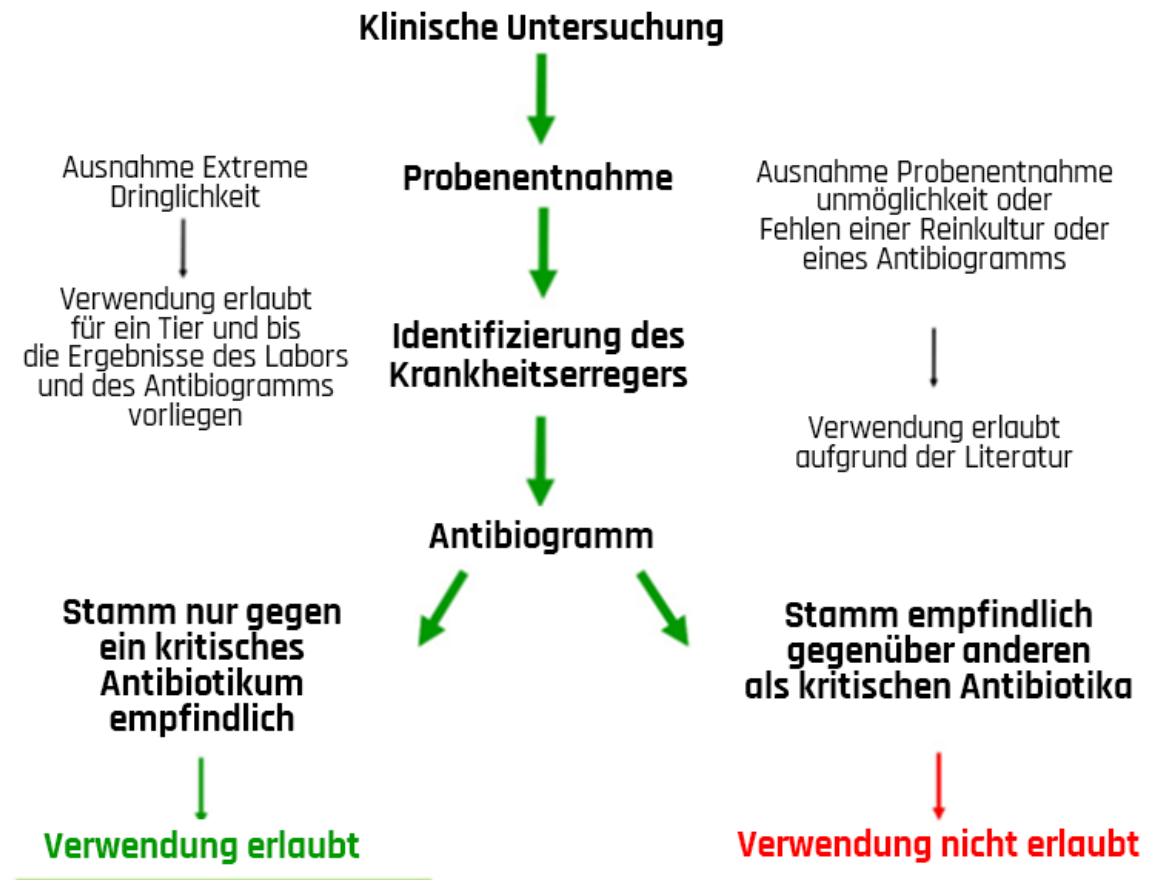 Klinische Untersuchung
Ausnahme Extreme
Dringlichkeit
Probenentnahme
Ausnahme Probenentnahme
unmöglichkeit oder
Fehlen einer Reinkultur oder
eines Antibiogramms
Verwendung erlaubt
für ein Tier und bis
die Ergebnisse des Labors
und des Antibiogramms
vorliegen
Identifizierung des
Krankheitserregers
Verwendung erlaubt
aufgrund der Literatur
Antibiogramm
Stamm nur gegen
ein kritisches
Antibiotikum
empfindlich
Stamm empfindlich
gegenüber anderen
als kritischen Antibiotika
Verwendung erlaubt
Verwendung nicht erlaubt